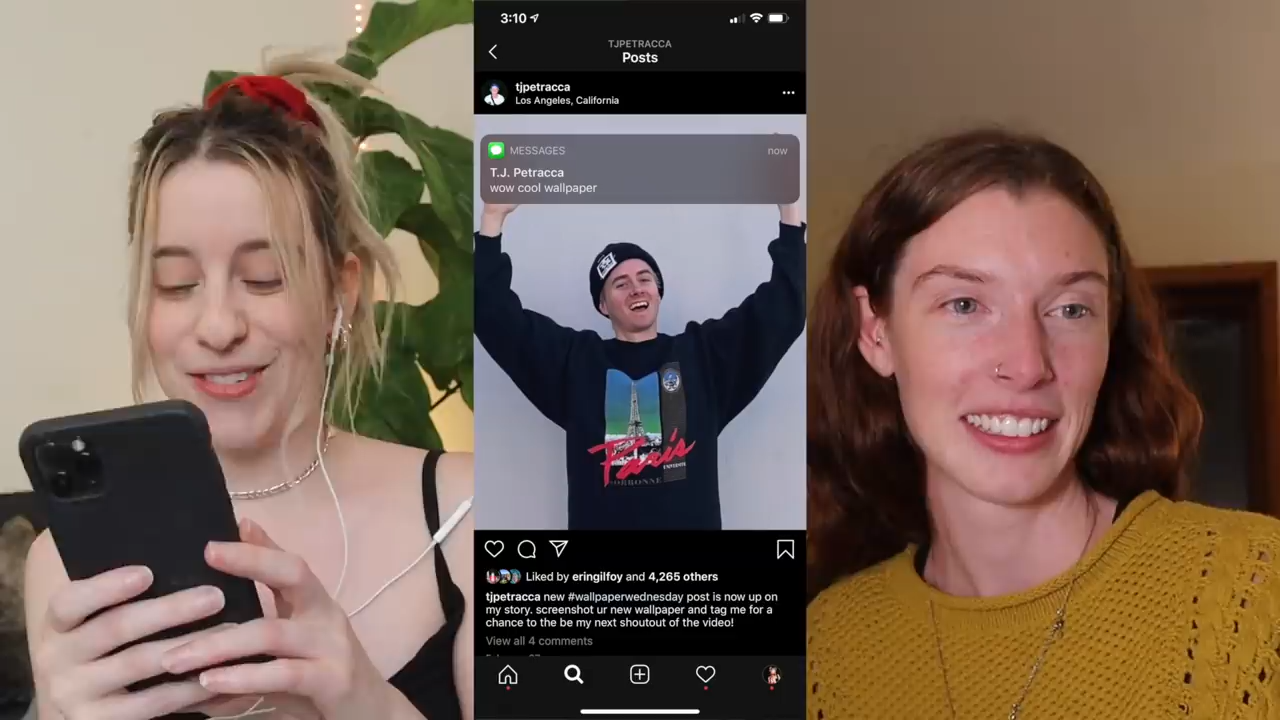 3:10
TJPETRACCA
Posts
tjpetracca
Los Angeles, California
MESSAGES
now
T.J. Petracca
wow cool wallpaper
Paris
SORBONNE
UNIVERSITE
Liked by eringilfoy and 4,265 others
tjpetracca new #wallpaperwednesday post is now up on
my story. screenshot ur new wallpaper and tag me for a
chance to the be my next shoutout of the video!
View all 4 comments